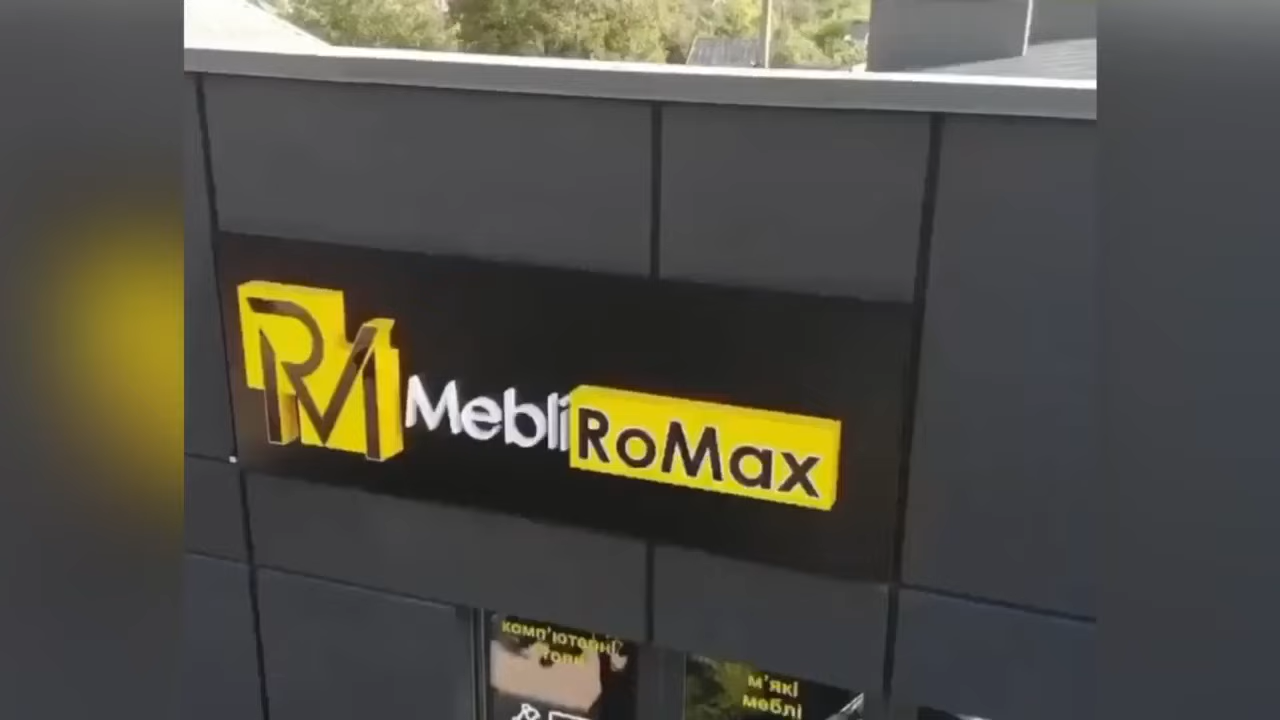 RM
MebliRoMax
комп'ютерні
столи
м'які
меблі